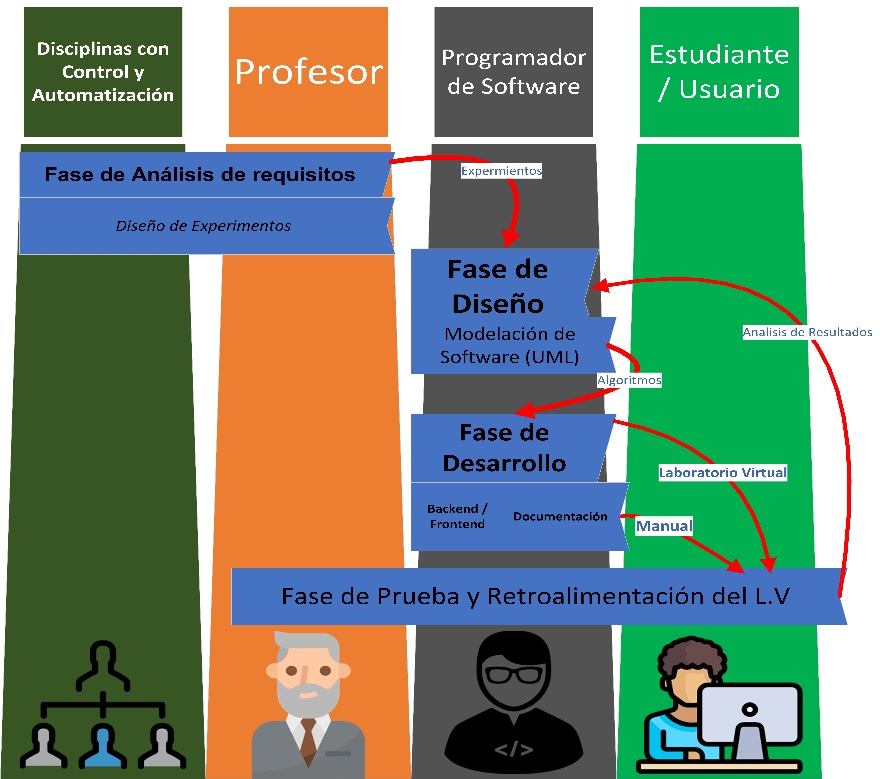 Disciplinas con
Control y
Automatización
Profesor
Programador
de Software
Estudiante
/ Usuario
Fase de Análisis de requisitos
Expermientos
Diseño de Experimentos
Fase de
Diseño
Modelación de
Software (UML)
Analisis de Resultados
Algoritmos
Fase de
Desarrollo
Laboratorio Virtual
Backend /
Frontend
Documentación
Manual
Fase de Prueba y Retroalimentación del L.V
</>